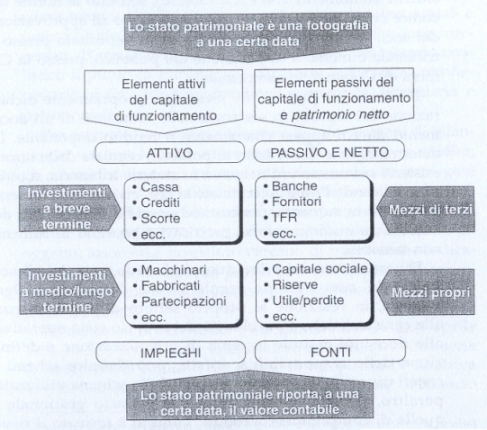 Lo stato patrimoniale è una fotografia
a una certa data
Elementi attivi
del capitale
di funzionamento
Elementi passivi del
capitale di funzionamento
e patrimonio netto
ATTIVO
PASSIVO E NETTO
Investimenti
a breve
termine
• Cassa
• Crediti
• Scorte
• ecc.
• Banche
• Fornitori
• TFR
• ecc.
Mezzi di terzi
Investimenti
a medio/lungo
termine
• Macchinari
• Fabbricati
• Partecipazioni
• ecc.
• Capitale sociale
• Riserve
• Utile/perdite
• ecc.
Mezzi propri
IMPIEGHI
FONTI
Lo stato patrimoniale riporta, a una
certa data, il valore contabile